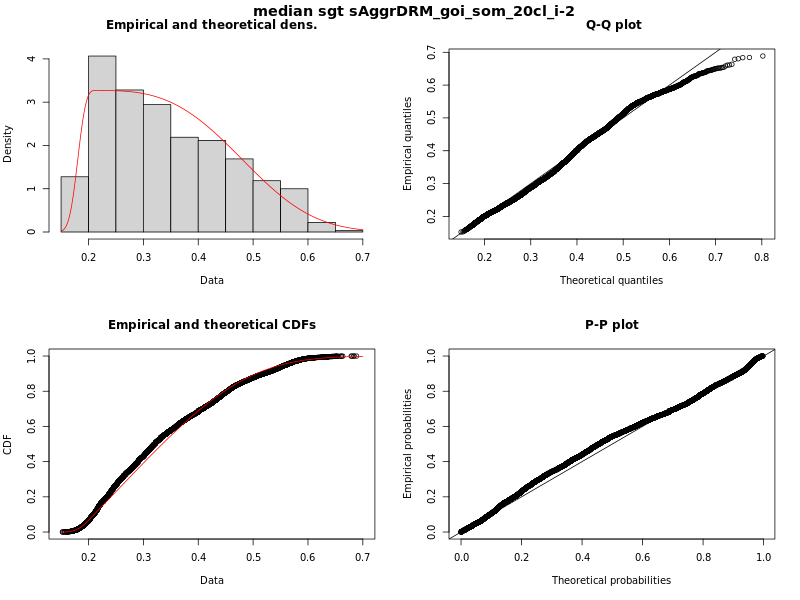 median sgt sAggrDRM_goi_som_20cl_i-2
Empirical and theoretical dens.
Density
0
1
2
3
4
0.2 0.3 0.4 0.5 0.6 0.7
Data
Q-Q plot
Empirical quantiles
0.2 0.3 0.4 0.5 0.6 0.7
0.2 0.3 0.4 0.5 0.6 0.7 0.8
Theoretical quantiles
Empirical and theoretical CDFs
CDF
0.0 0.2 0.4 0.6 0.8 1.0
0.2 0.3 0.4 0.5 0.6 0.7
Data
P-P plot
Empirical probabilities
0.0 0.2 0.4 0.6 0.8 1.0
0.0 0.2 0.4 0.6 0.8 1.0
Theoretical probabilities